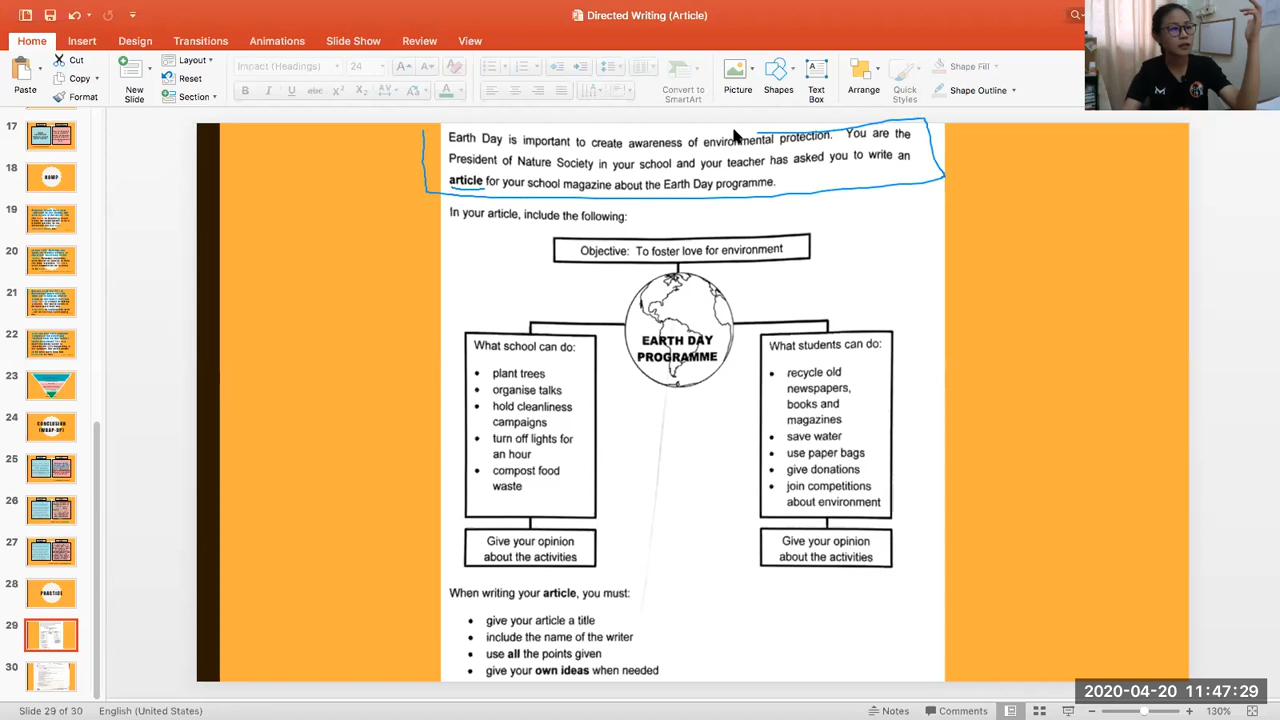 Directed Writing (Article)
Home Insert Design Transitions Animations Slide Show Review View
Paste
Cut
Copy
Format
New Slide
Layout
Reset
Section
Impact (Headings) 24
B I U abc X² X₂
Convert to SmartArt
Picture
Shapes
Text Box
Arrange
Quick Styles
Shape Fill
Shape Outline
17
18
19
20
21
22
23
24
CONCLUSION
(WRAP-UP)
25
26
27
28
PRACTICE
29
30
Earth Day is important to create awareness of environmental protection. You are the
President of Nature Society in your school and your teacher has asked you to write an
article for your school magazine about the Earth Day programme.
In your article, include the following:
Objective: To foster love for environment
EARTH DAY
PROGRAMME
What school can do:
• plant trees
• organise talks
• hold cleanliness
campaigns
• turn off lights for
an hour
• compost food
waste
Give your opinion
about the activities
What students can do:
• recycle old
newspapers,
books and
magazines
• save water
• use paper bags
• give donations
• join competitions
about environment
Give your opinion
about the activities
When writing your article, you must:
• give your article a title
• include the name of the writer
• use all the points given
• give your own ideas when needed
2020-04-20 11:47:29
Slide 29 of 30 English (United States) Notes Comments 130%